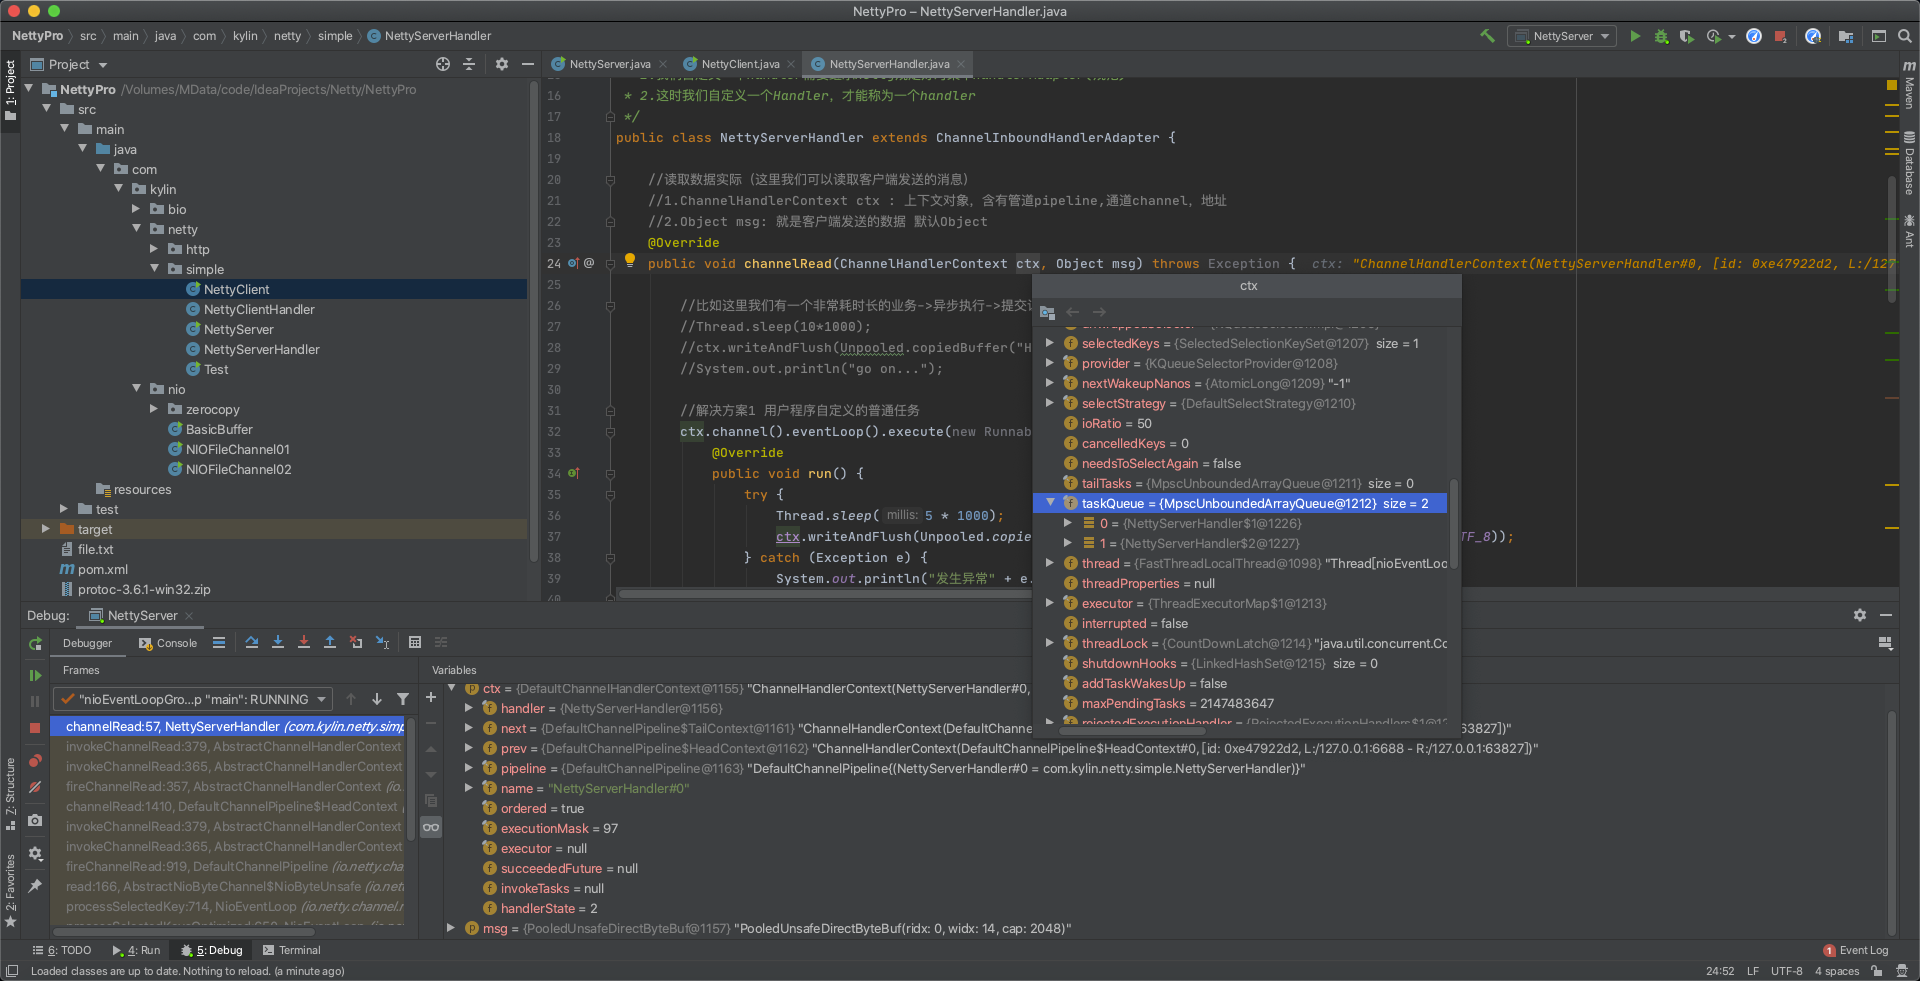 NettyPro – NettyServerHandler.java
NettyPro src main java com kylin netty simple NettyServerHandler
NettyServer
1: Project
Project
NettyPro /Volumes/MData/code/IdeaProjects/Netty/NettyPro
src
main
java
com
kylin
bio
netty
http
simple
NettyClient
NettyClientHandler
NettyServer
NettyServerHandler
Test
nio
zerocopy
BasicBuffer
NIOFileChannel01
NIOFileChannel02
resources
test
target
file.txt
pom.xml
protoc-3.6.1-win32.zip
NettyServer.java NettyClient.java NettyServerHandler.java
16 * 2.这时我们自定义一个Handler，才能称为一个handler
17 */
18 public class NettyServerHandler extends ChannelInboundHandlerAdapter {
19
20 //读取数据实际（这里我们可以读取客户端发送的消息）
21 //1.ChannelHandlerContext ctx : 上下文对象，含有管道pipeline,通道channel，地址
22 //2.Object msg: 就是客户端发送的数据 默认Object
23 @Override
24 public void channelRead(ChannelHandlerContext ctx, Object msg) throws Exception { ctx: "ChannelHandlerContext(NettyServerHandler#0, [id: 0xe47922d2, L:/127
25
26 //比如这里我们有一个非常耗时长的业务->异步执行->提交
27 //Thread.sleep(10*1000);
28 //ctx.writeAndFlush(Unpooled.copiedBuffer("H
29 //System.out.println("go on...");
30
31 //解决方案1 用户程序自定义的普通任务
32 ctx.channel().eventLoop().execute(new Runnab
33 @Override
34 public void run() {
35 try {
36 Thread.sleep( millis: 5 * 1000);
37 ctx.writeAndFlush(Unpooled.copie TF_8));
38 } catch (Exception e) {
39 System.out.println("发生异常" + e.
40
ctx
selectedKeys = {SelectedSelectionKeySet@1207} size = 1
provider = {KQueueSelectorProvider@1208}
nextWakeupNanos = {AtomicLong@1209} "-1"
selectStrategy = {DefaultSelectStrategy@1210}
ioRatio = 50
cancelledKeys = 0
needsToSelectAgain = false
tailTasks = {MpscUnboundedArrayQueue@1211} size = 0
taskQueue = {MpscUnboundedArrayQueue@1212} size = 2
0 = {NettyServerHandler$1@1226}
1 = {NettyServerHandler$2@1227}
thread = {FastThreadLocalThread@1098} "Thread[nioEventLoo
threadProperties = null
executor = {ThreadExecutorMap$1@1213}
interrupted = false
threadLock = {CountDownLatch@1214} "java.util.concurrent.Co
shutdownHooks = {LinkedHashSet@1215} size = 0
addTaskWakesUp = false
maxPendingTasks = 2147483647
rejectedExecutionHandler = {RejectedExecutionHandlers$1@12
Maven
Database
Ant
Debug: NettyServer
Debugger Console
Frames
"nioEventLoopGro...p "main": RUNNING
channelRead:57, NettyServerHandler (com.kylin.netty.simp
invokeChannelRead:379, AbstractChannelHandlerContext
invokeChannelRead:365, AbstractChannelHandlerContext
fireChannelRead:357, AbstractChannelHandlerContext (io.
channelRead:1410, DefaultChannelPipeline$HeadContext
invokeChannelRead:379, AbstractChannelHandlerContext
invokeChannelRead:365, AbstractChannelHandlerContext
fireChannelRead:919, DefaultChannelPipeline (io.netty.cha
read:166, AbstractNioByteChannel$NioByteUnsafe (io.nett
processSelectedKey:714, NioEventLoop (io.netty.channel.n
Variables
ctx = {DefaultChannelHandlerContext@1155} "ChannelHandlerContext(NettyServerHandler#0,
handler = {NettyServerHandler@1156}
next = {DefaultChannelPipeline$TailContext@1161} "ChannelHandlerContext(DefaultChanne 63827])"
prev = {DefaultChannelPipeline$HeadContext@1162} "ChannelHandlerContext(DefaultChannelPipeline$HeadContext#0, [id: 0xe47922d2, L:/127.0.0.1:6688 - R:/127.0.0.1:63827])"
pipeline = {DefaultChannelPipeline@1163} "DefaultChannelPipeline{(NettyServerHandler#0 = com.kylin.netty.simple.NettyServerHandler)}"
name = "NettyServerHandler#0"
ordered = true
executionMask = 97
executor = null
succeededFuture = null
invokeTasks = null
handlerState = 2
msg = {PooledUnsafeDirectByteBuf@1157} "PooledUnsafeDirectByteBuf(ridx: 0, widx: 14, cap: 2048)"
Z: Structure
2: Favorites
6: TODO 4: Run 5: Debug Terminal 1 Event Log
Loaded classes are up to date. Nothing to reload. (a minute ago) 24:52 LF UTF-8 4 spaces